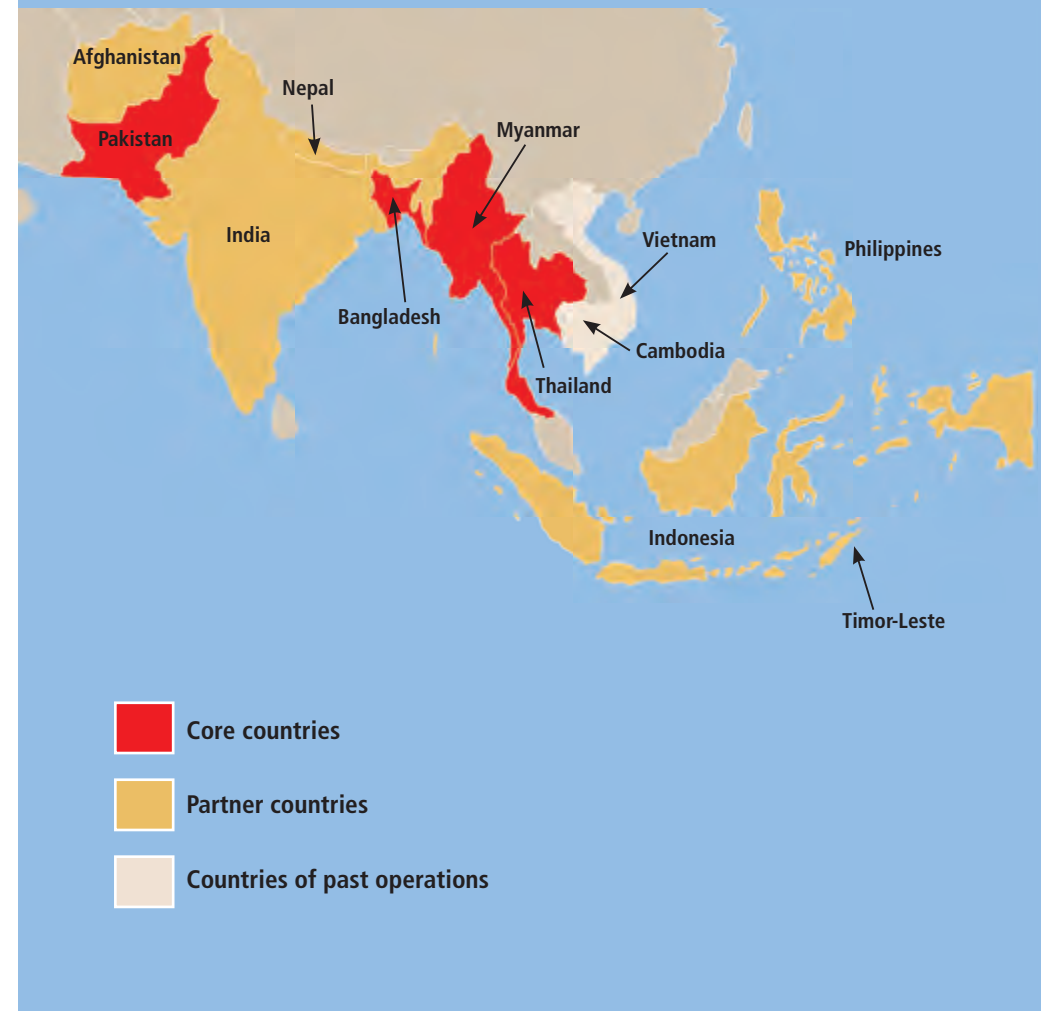 Afghanistan
Nepal
Myanmar
Pakistan
India
Vietnam
Philippines
Bangladesh
Cambodia
Thailand
Indonesia
Timor-Leste
Core countries
Partner countries
Countries of past operations